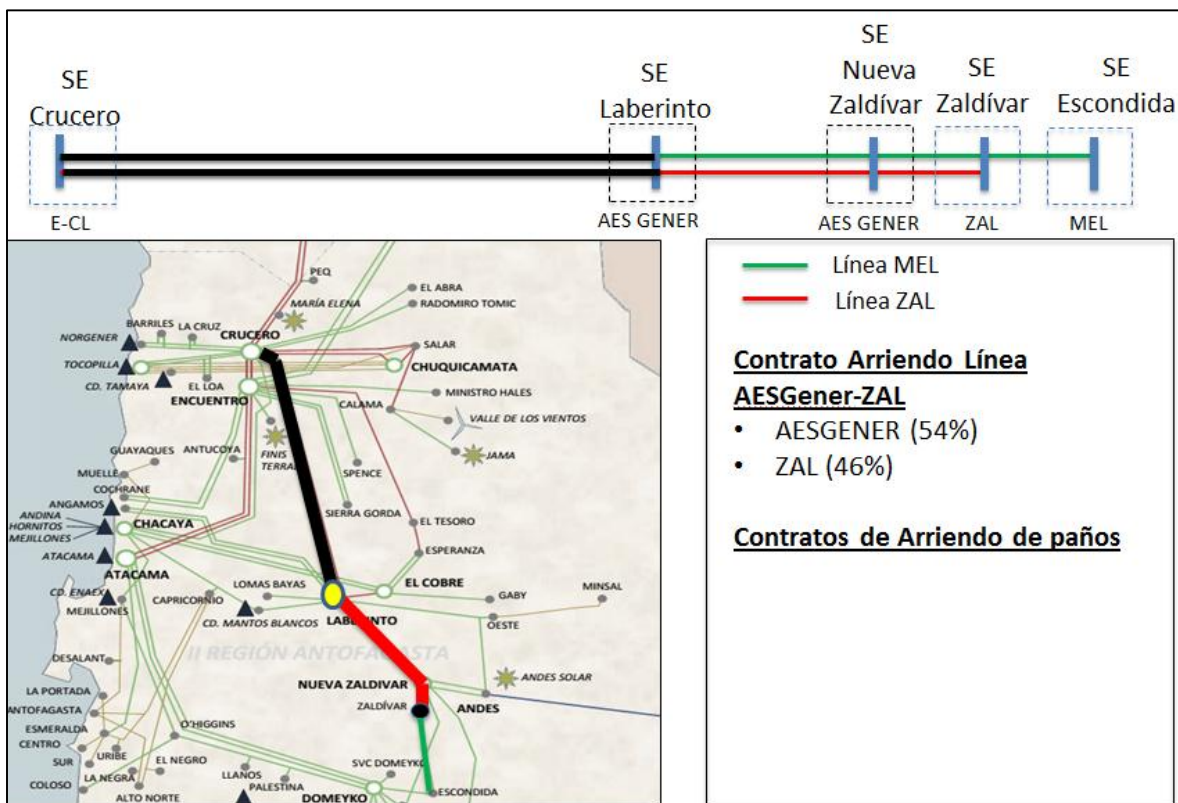 SE
Crucero
SE
Laberinto
SE
Nueva
Zaldívar
SE
Zaldívar
SE
Escondida
E-CL
AES GENER
AES GENER
ZAL
MEL
Línea MEL
Línea ZAL
Contrato Arriendo Línea
AESGener-ZAL
• AESGENER (54%)
• ZAL (46%)
Contratos de Arriendo de paños
PEQ
MARÍA ELENA
EL ABRA
RADOMIRO TOMIC
NORGENER
BARRILES
LA CRUZ
CRUCERO
SALAR
TOCOPILLA
CHUQUICAMATA
CD. TAMAYA
EL LOA
ENCUENTRO
MINISTRO HALES
CALAMA
VALLE DE LOS VIENTOS
GUAYAQUES
ANTUCOYA
FINIS
TERRAE
JAMA
MUELLE
SPENCE
COCHRANE
ANGAMOS
ANDINA
HORNITOS
MEJILLONES
CHACAYA
SIERRA GORDA
EL TESORO
ATACAMA
ATACAMA
ESPERANZA
LOMAS BAYAS
EL COBRE
MINSAL
CD. ENAEX
MEJILLONES
CAPRICORNIO
GABY
CD. MANTOS BLANCOS
LABERINTO
OESTE
II REGIÓN ANTOFAGASTA
DESALANT
LA PORTADA
NUEVA ZALDIVAR
ANDES SOLAR
ANTOFAGASTA
ZALDÍVAR
ANDES
ESMERALDA
O'HIGGINS
CENTRO
SUR
URIBE
EL NEGRO
SVC DOMEYKO
LA NEGRA
LLANOS
COLOSO
ALTO NORTE
PALESTINA
DOMEYKO
ESCONDIDA